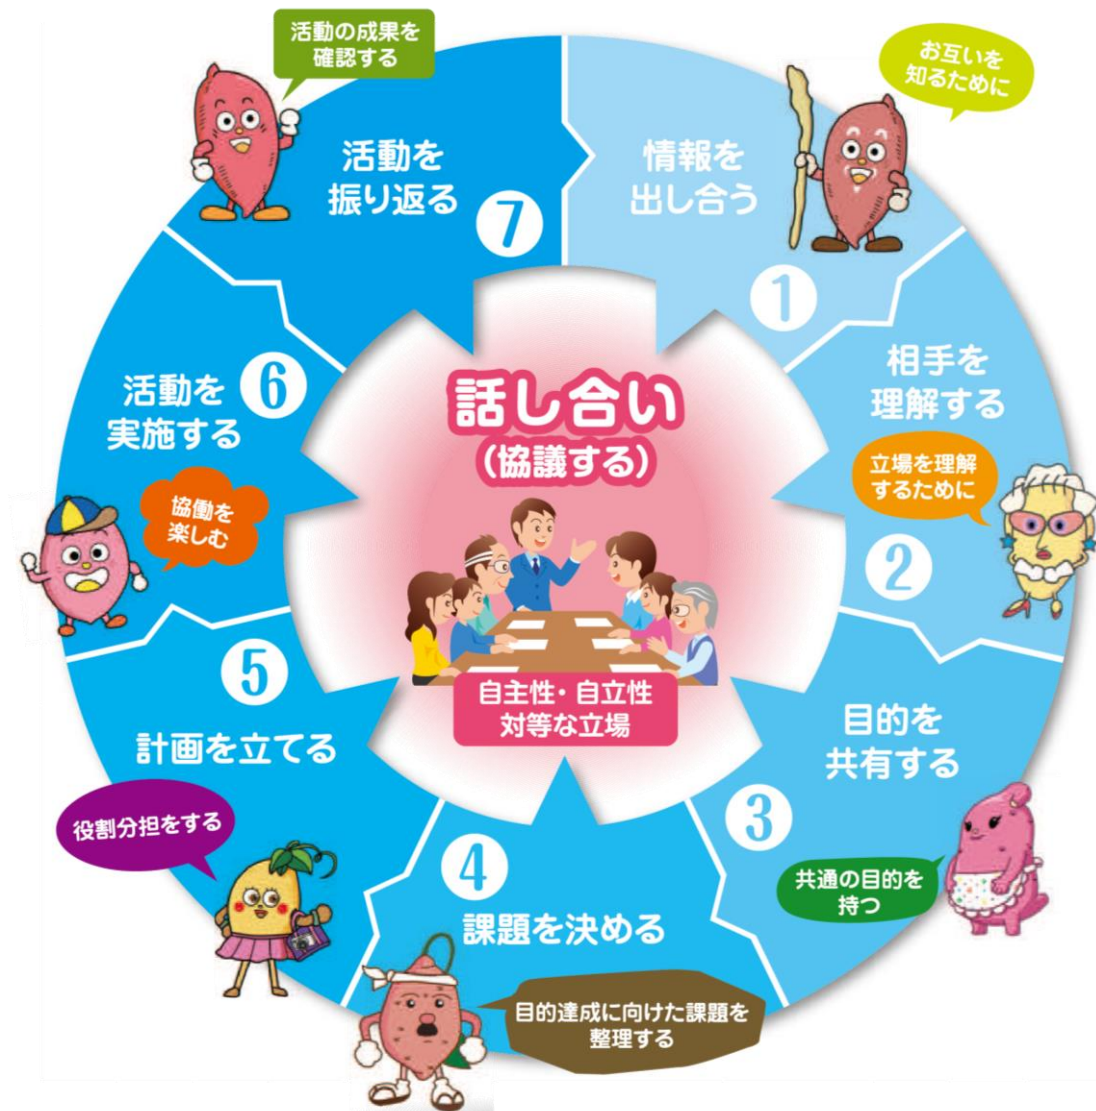 お互いを
知るために
情報を
出し合う
1
相手を
理解する
立場を理解
するために
2
目的を
共有する
3
共通の目的を
持つ
4
課題を決める
目的達成に向けた課題を
整理する
5
計画を立てる
役割分担をする
6
活動を
実施する
協働を
楽しむ
活動の成果を
確認する
活動を
振り返る
7
話し合い
(協議する)
自主性・自立性
対等な立場